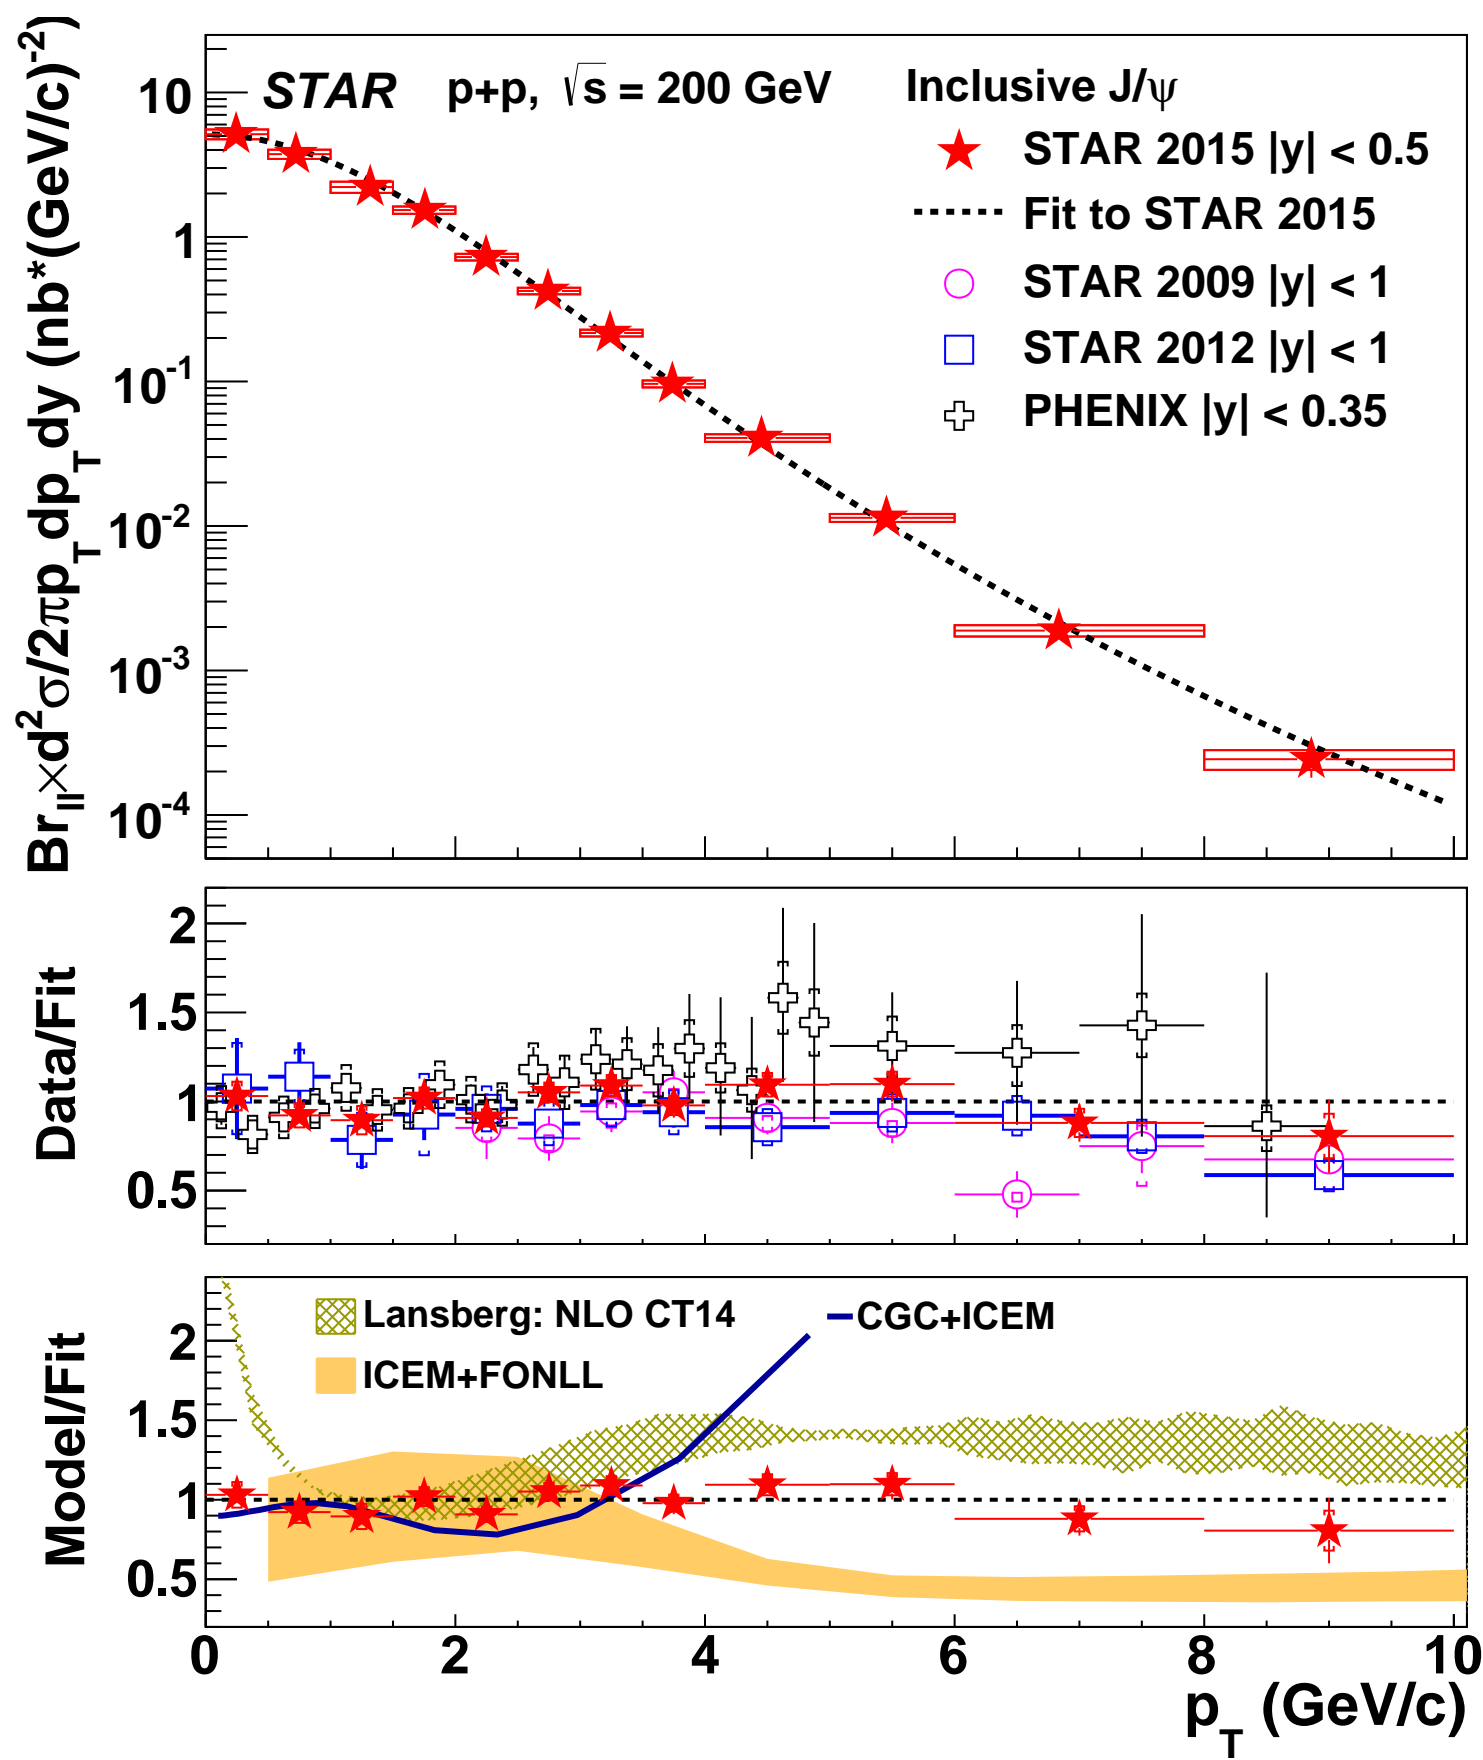 Br_ll×d²σ/2πp_T dp_T dy (nb*(GeV/c)⁻²)
STAR p+p, √s = 200 GeV Inclusive J/ψ
STAR 2015 |y| < 0.5
Fit to STAR 2015
STAR 2009 |y| < 1
STAR 2012 |y| < 1
PHENIX |y| < 0.35
10
1
10⁻¹
10⁻²
10⁻³
10⁻⁴
Data/Fit
2
1.5
1
0.5
Model/Fit
Lansberg: NLO CT14
CGC+ICEM
ICEM+FONLL
2
1.5
1
0.5
0 2 4 6 8 10
p_T (GeV/c)